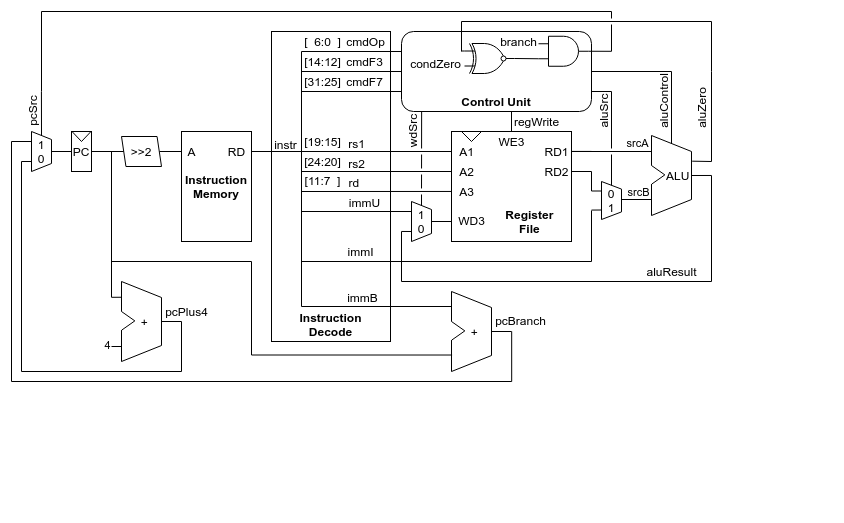 [ 6:0 ] cmdOp
branch
[14:12] cmdF3
condZero
[31:25] cmdF7
Control Unit
pcSrc
wdSrc
regWrite
aluSrc
aluControl
aluZero
1
0
PC
>>2
A RD
Instruction
Memory
instr
[19:15] rs1
[24:20] rs2
[11:7 ] rd
immU
immI
immB
Instruction
Decode
WE3
A1 RD1
A2 RD2
A3
WD3
Register
File
1
0
0
1
srcA
srcB
ALU
aluResult
+
pcPlus4
4
+
pcBranch